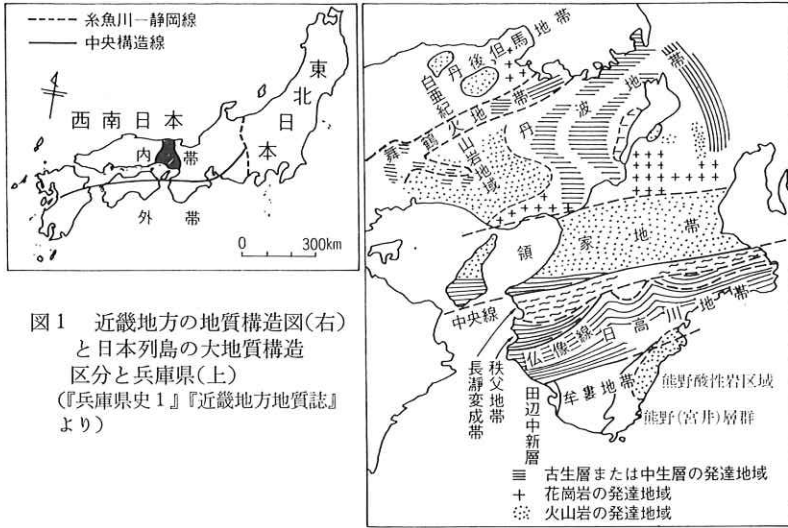 糸魚川―静岡線
中央構造線
東北日本
西南日本
内帯
外帯
0 300km
図1 近畿地方の地質構造図(右)
と日本列島の大地質構造
区分と兵庫県(上)
(『兵庫県史1』『近畿地方地質誌』
より)
丹後但馬地帯
白亜紀火山岩地域
舞鶴地帯
丹波地帯
領家地帯
中央線
仏像線
日高川地帯
秩父地帯
長瀞変成帯
牟婁地帯
田辺中新層
熊野酸性岩区域
熊野(宮井)層群
古生層または中生層の発達地域
+ 花崗岩の発達地域
火山岩の発達地域